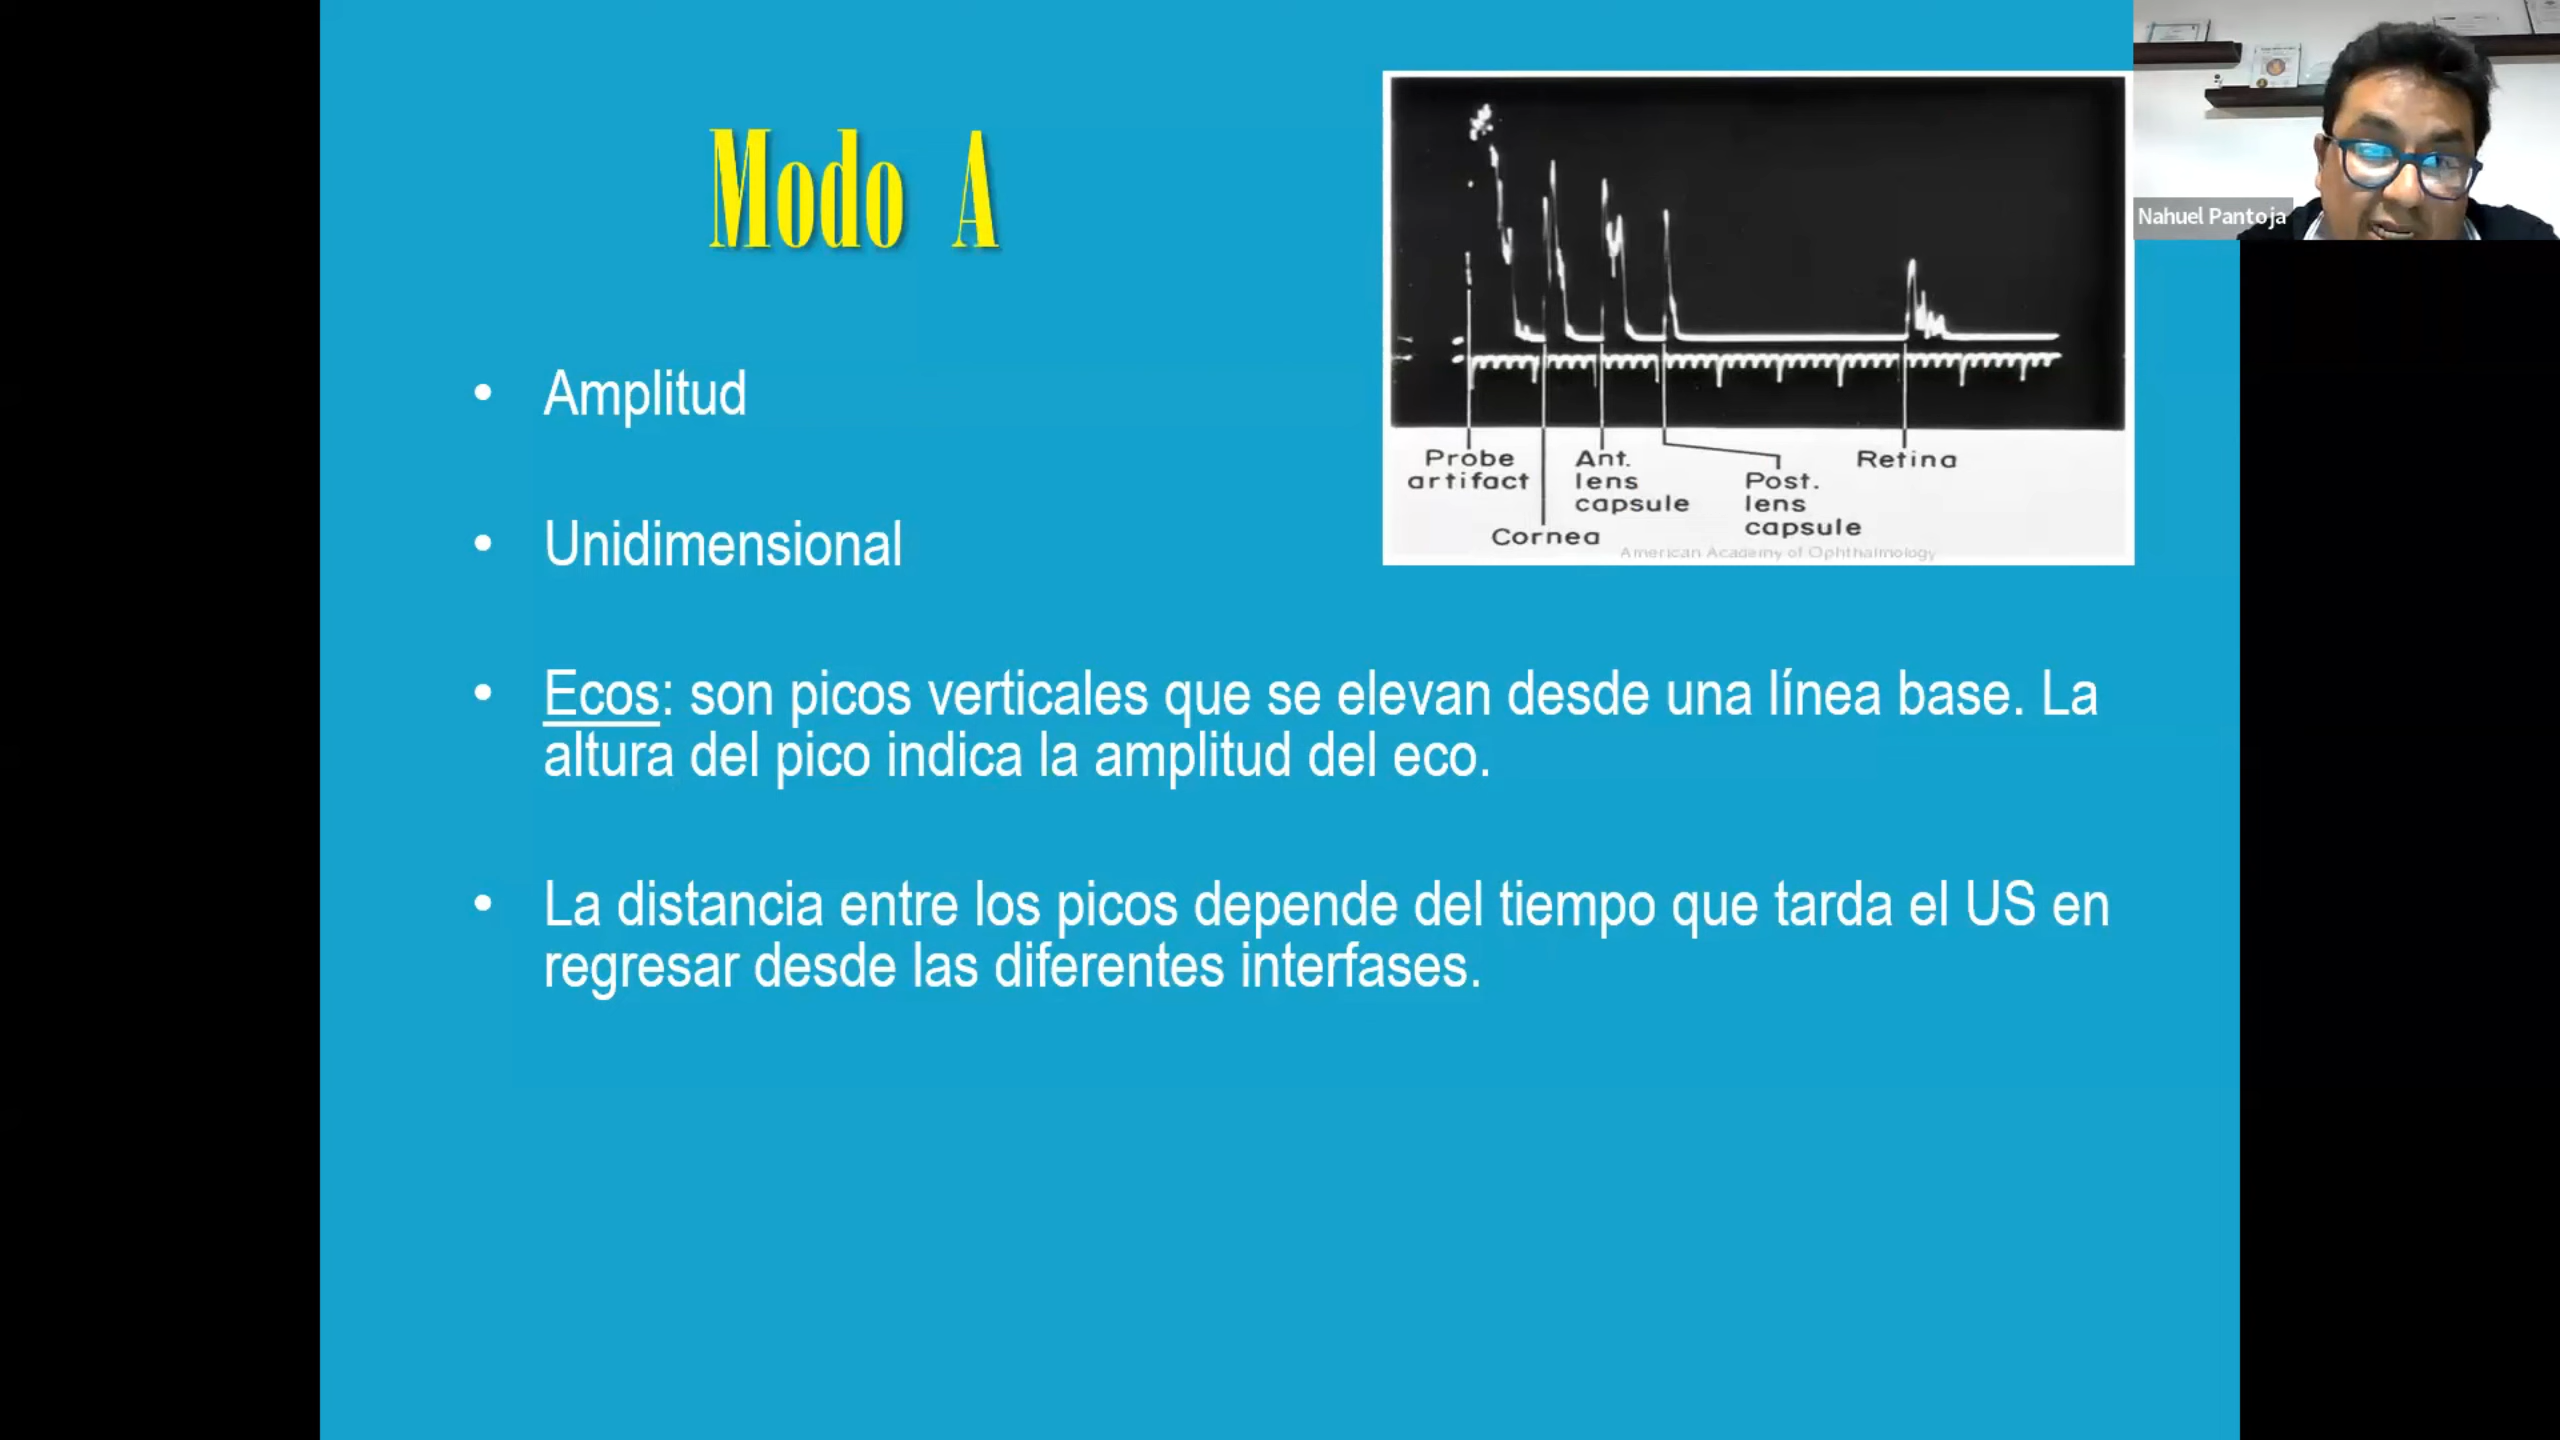 Modo A
Amplitud
Unidimensional
Ecos: son picos verticales que se elevan desde una línea base. La
altura del pico indica la amplitud del eco.
La distancia entre los picos depende del tiempo que tarda el US en
regresar desde las diferentes interfases.
Probe
artifact
Cornea
Ant.
lens
capsule
Post.
lens
capsule
Retina
American Academy of Ophthalmology
Nahuel Pantoja